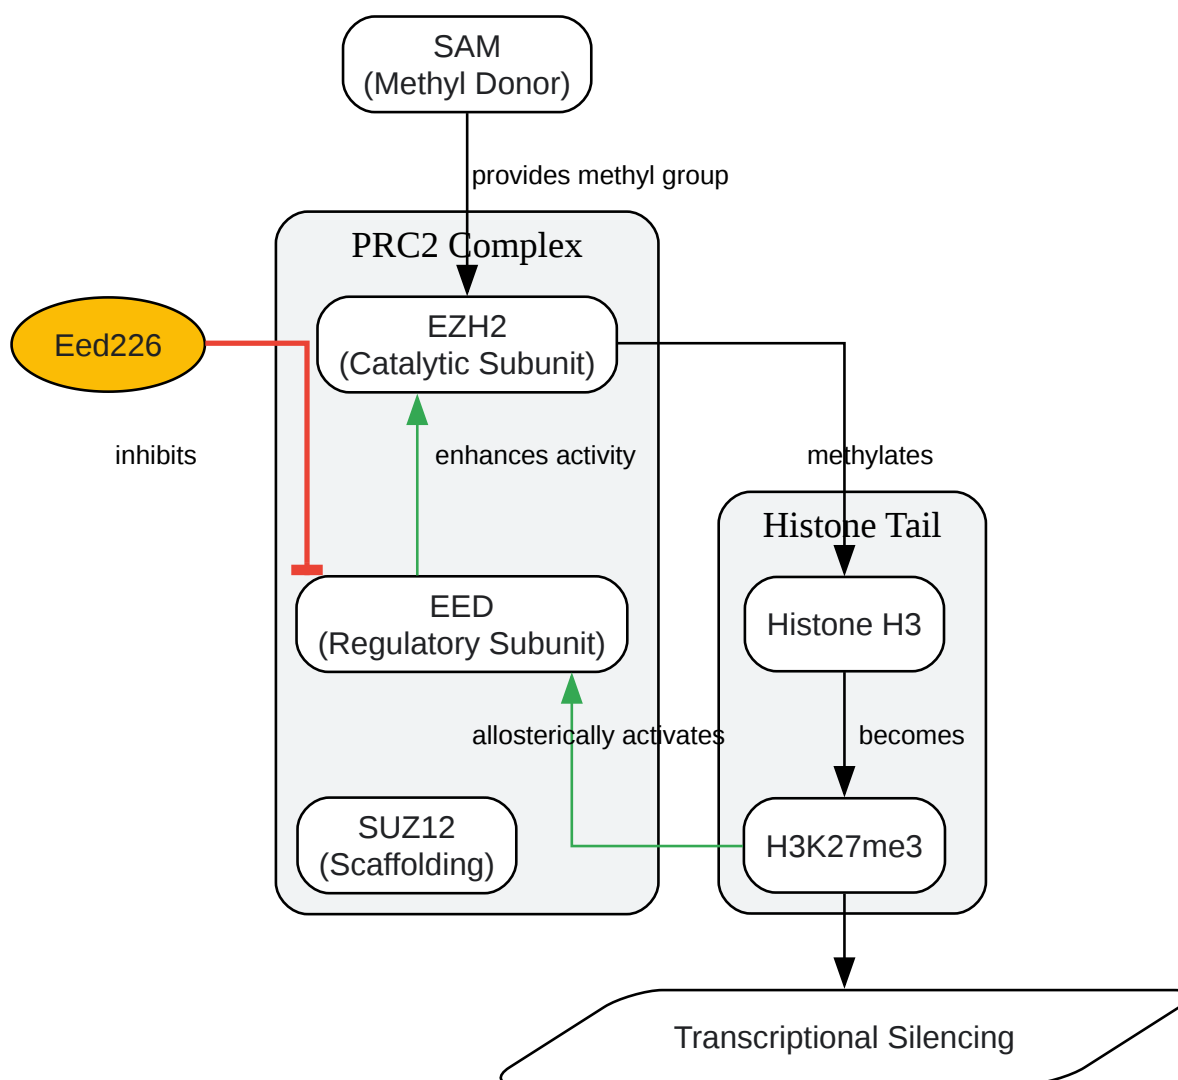 SAM
(Methyl Donor)
provides methyl group
PRC2 Complex
Eed226
EZH2
(Catalytic Subunit)
inhibits
enhances activity
methylates
Histone Tail
EED
(Regulatory Subunit)
Histone H3
allosterically activates
becomes
SUZ12
(Scaffolding)
H3K27me3
Transcriptional Silencing